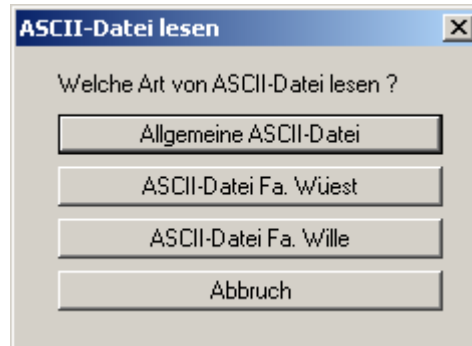 ASCII-Datei lesen
Welche Art von ASCII-Datei lesen ?
Allgemeine ASCII-Datei
ASCII-Datei Fa. Wüest
ASCII-Datei Fa. Wille
Abbruch